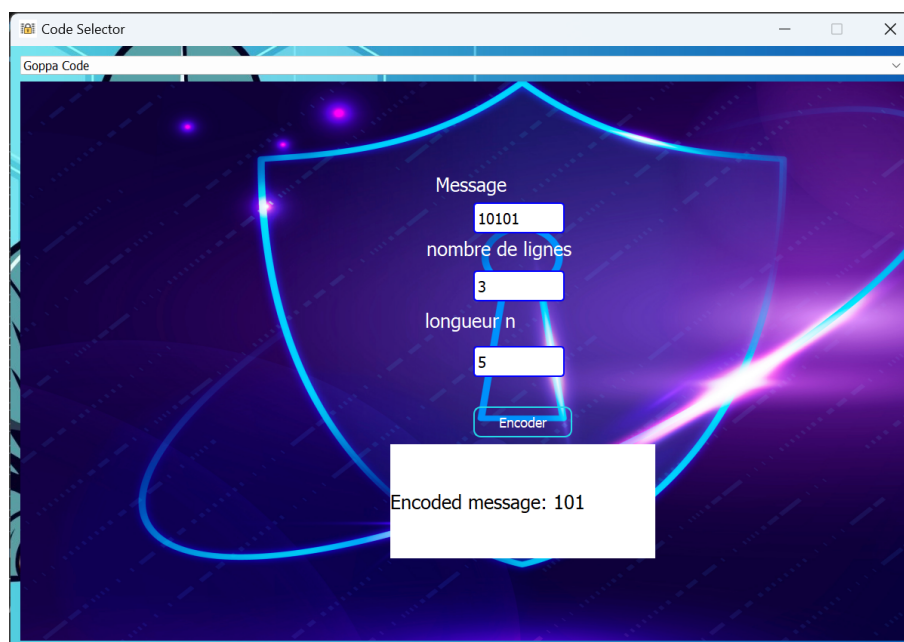 Code Selector
Goppa Code
Message
10101
nombre de lignes
3
longueur n
5
Encoder
Encoded message: 101